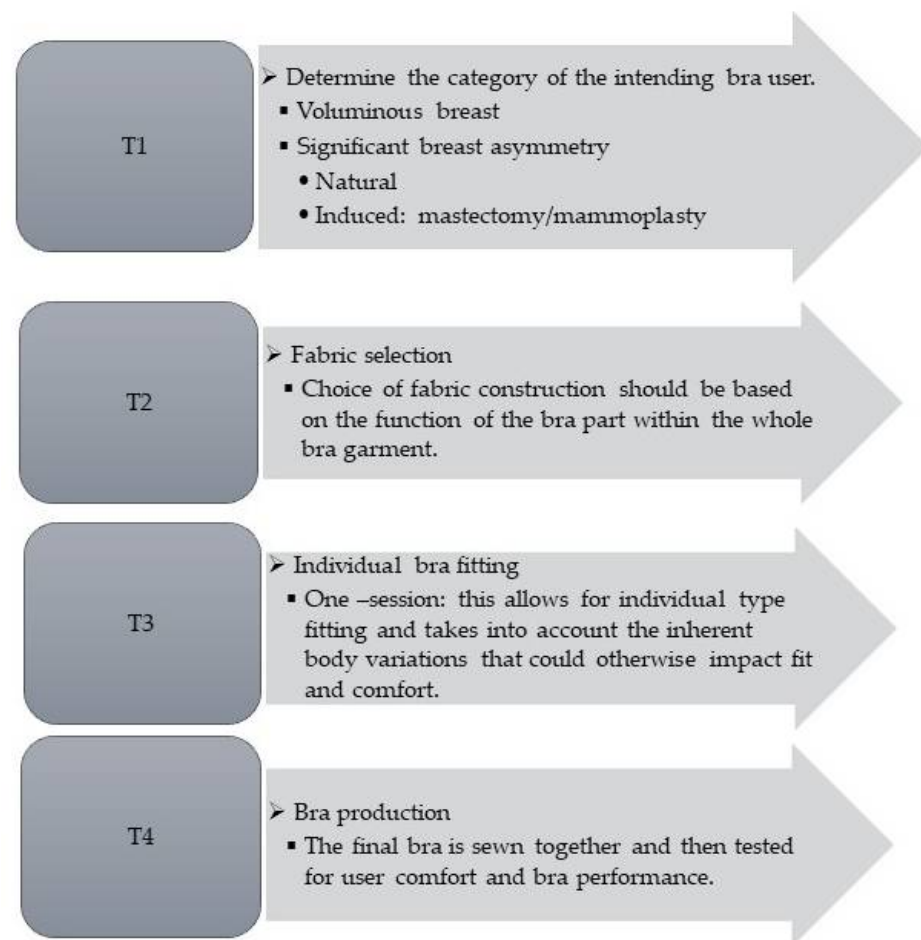 T1
➢ Determine the category of the intending bra user.
▪ Voluminous breast
▪ Significant breast asymmetry
• Natural
• Induced: mastectomy/mammoplasty
T2
➢ Fabric selection
▪ Choice of fabric construction should be based
on the function of the bra part within the whole
bra garment.
T3
➢ Individual bra fitting
▪ One –session: this allows for individual type
fitting and takes into account the inherent
body variations that could otherwise impact fit
and comfort.
T4
➢ Bra production
▪ The final bra is sewn together and then tested
for user comfort and bra performance.